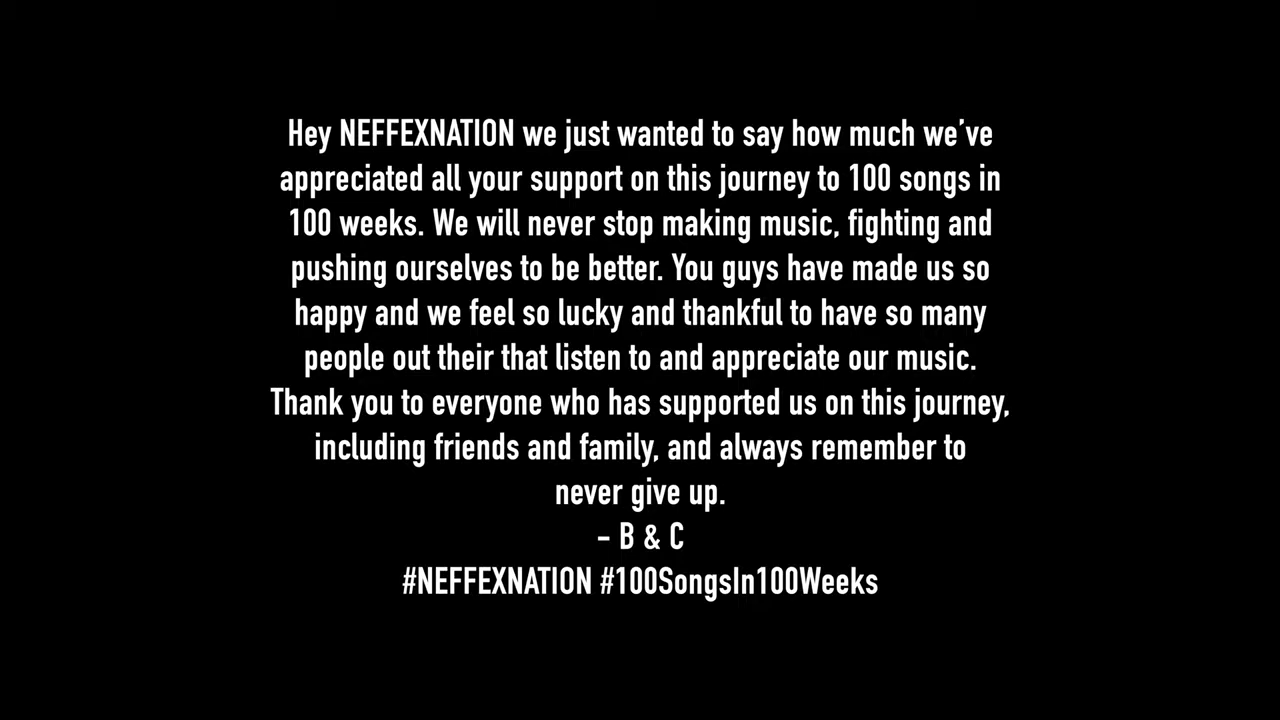 Hey NEFFEXNATION we just wanted to say how much we’ve
appreciated all your support on this journey to 100 songs in
100 weeks. We will never stop making music, fighting and
pushing ourselves to be better. You guys have made us so
happy and we feel so lucky and thankful to have so many
people out their that listen to and appreciate our music.
Thank you to everyone who has supported us on this journey,
including friends and family, and always remember to
never give up.
- B & C
#NEFFEXNATION #100SongsIn100Weeks